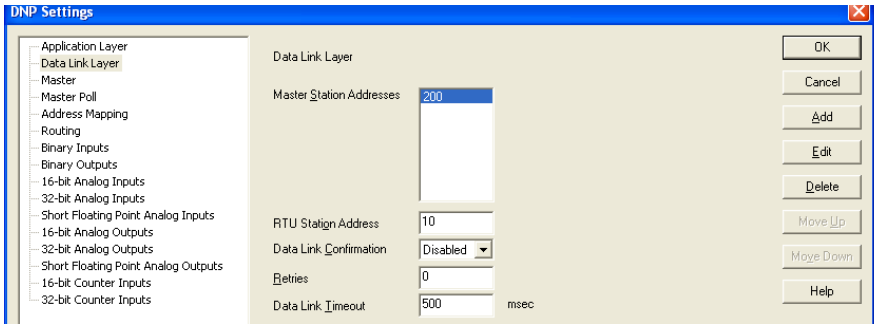 DNP Settings
Application Layer
Data Link Layer
Master
Master Poll
Address Mapping
Routing
Binary Inputs
Binary Outputs
16-bit Analog Inputs
32-bit Analog Inputs
Short Floating Point Analog Inputs
16-bit Analog Outputs
32-bit Analog Outputs
Short Floating Point Analog Outputs
16-bit Counter Inputs
32-bit Counter Inputs
Data Link Layer
Master Station Addresses 200
RTU Station Address 10
Data Link Confirmation Disabled
Retries 0
Data Link Timeout 500 msec
OK
Cancel
Add
Edit
Delete
Move Up
Move Down
Help